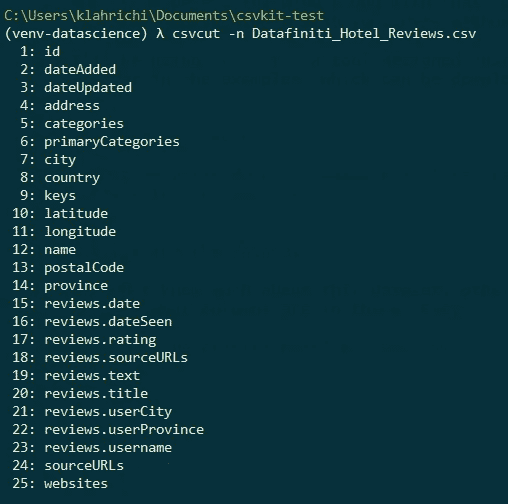 C:\Users\klahrichi\Documents\csvkit-test
(venv-datascience) λ csvcut -n Datafiniti_Hotel_Reviews.csv
1: id
2: dateAdded
3: dateUpdated
4: address
5: categories
6: primaryCategories
7: city
8: country
9: keys
10: latitude
11: longitude
12: name
13: postalCode
14: province
15: reviews.date
16: reviews.dateSeen
17: reviews.rating
18: reviews.sourceURLs
19: reviews.text
20: reviews.title
21: reviews.userCity
22: reviews.userProvince
23: reviews.username
24: sourceURLs
25: websites